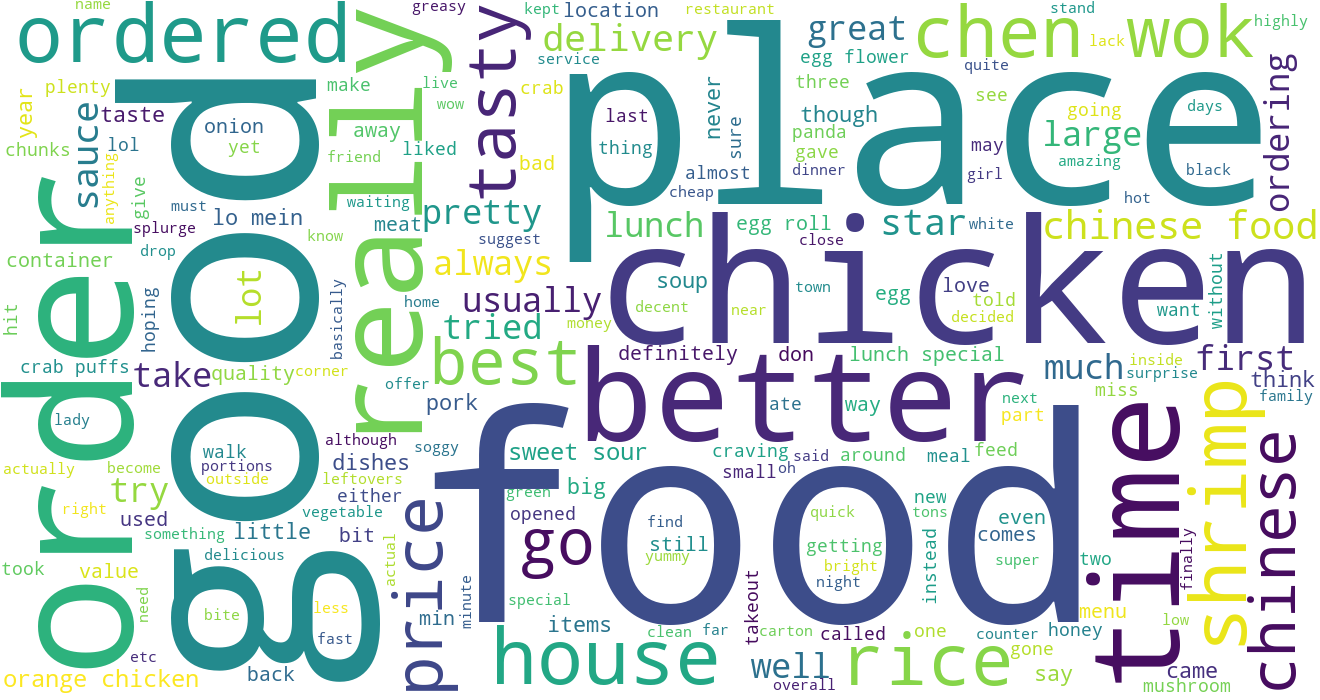 name
greasy
kept
restaurant
stand
ordered
location
great
chen wok
highly
lack
delivery
tasty
service
egg flower
quite
really
good
place
plenty
make
live
wow
crab
three
see
going
days
ordering
year
sauce
taste
onion
yet
lol
away
liked
friend
last
thing
never
sure
though
panda
gave
may
large
amazing
black
chunks
anything
bad
almost
dinner
girl
order
give
must
waiting
cheap
hot
lo mein
meat
pretty
lunch
egg roll
star
white
chinese food
splurge
know
suggest
close
drop
container
always
soup
egg
love
told
decided
want
without
chicken
lot
hoping
basically
home
usually
decent
town
near
hit
money
tried
corner
crab puffs
take
quality
offer
best
definitely
don
lunch special
much
inside
surprise
first
think
family
better
miss
pork
ate
way
next
part
shrimp
lady
walk
although
soggy
sweet sour
craving
said
around
meal
feed
time
chinese
actually
become
portions
outside
dishes
leftovers
small
oh
food
try
either
green
big
new
tons
right
used
vegetable
price
opened
find
quick
even
comes
something
little
bit
go
still
yummy
getting
instead
delicious
actual
bright
super
two
finally
took
value
night
need
bite
less
minute
special
menu
low
fast
min
items
clean
far
takeout
carton
called
one
counter
honey
gone
etc
house
well
rice
say
came
orange chicken
back
overall
mushroom